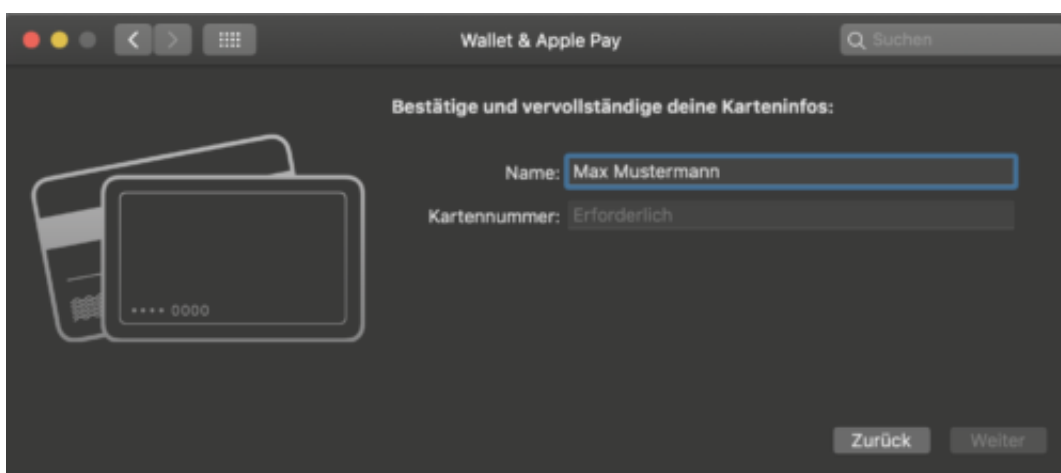 Wallet & Apple Pay
Suchen
Bestätige und vervollständige deine Karteninfos:
Name: Max Mustermann
Kartennummer: Erforderlich
•••• 0000
Zurück
Weiter